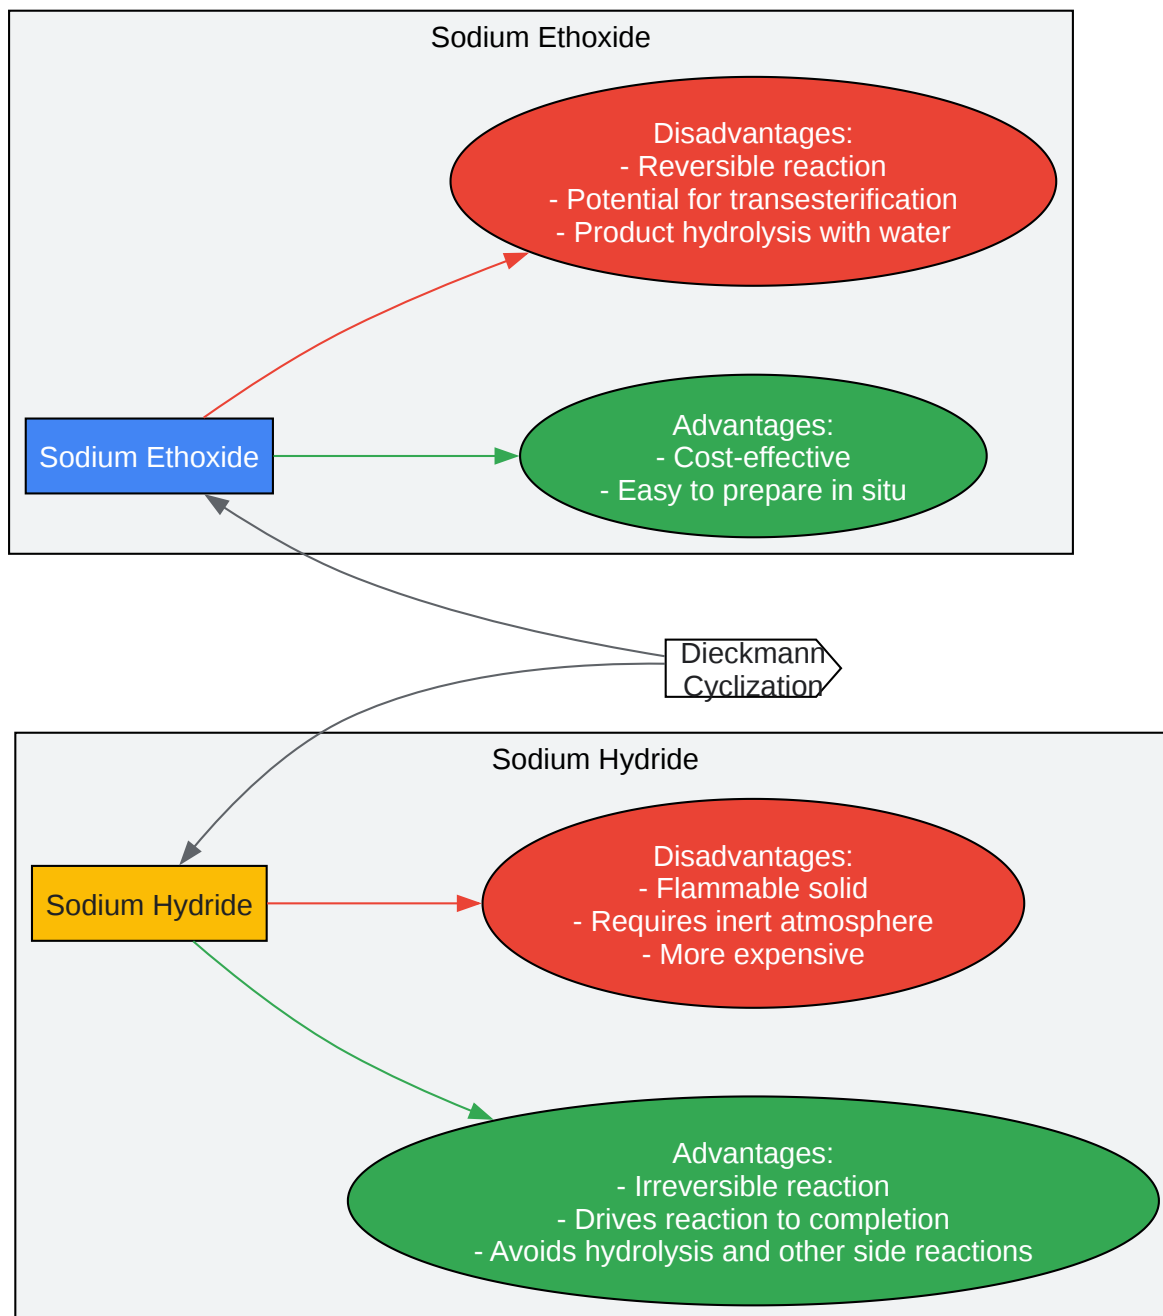 Sodium Ethoxide
Disadvantages:
- Reversible reaction
- Potential for transesterification
- Product hydrolysis with water
Sodium Ethoxide
Advantages:
- Cost-effective
- Easy to prepare in situ
Dieckmann
Cyclization
Sodium Hydride
Disadvantages:
- Flammable solid
- Requires inert atmosphere
- More expensive
Sodium Hydride
Advantages:
- Irreversible reaction
- Drives reaction to completion
- Avoids hydrolysis and other side reactions